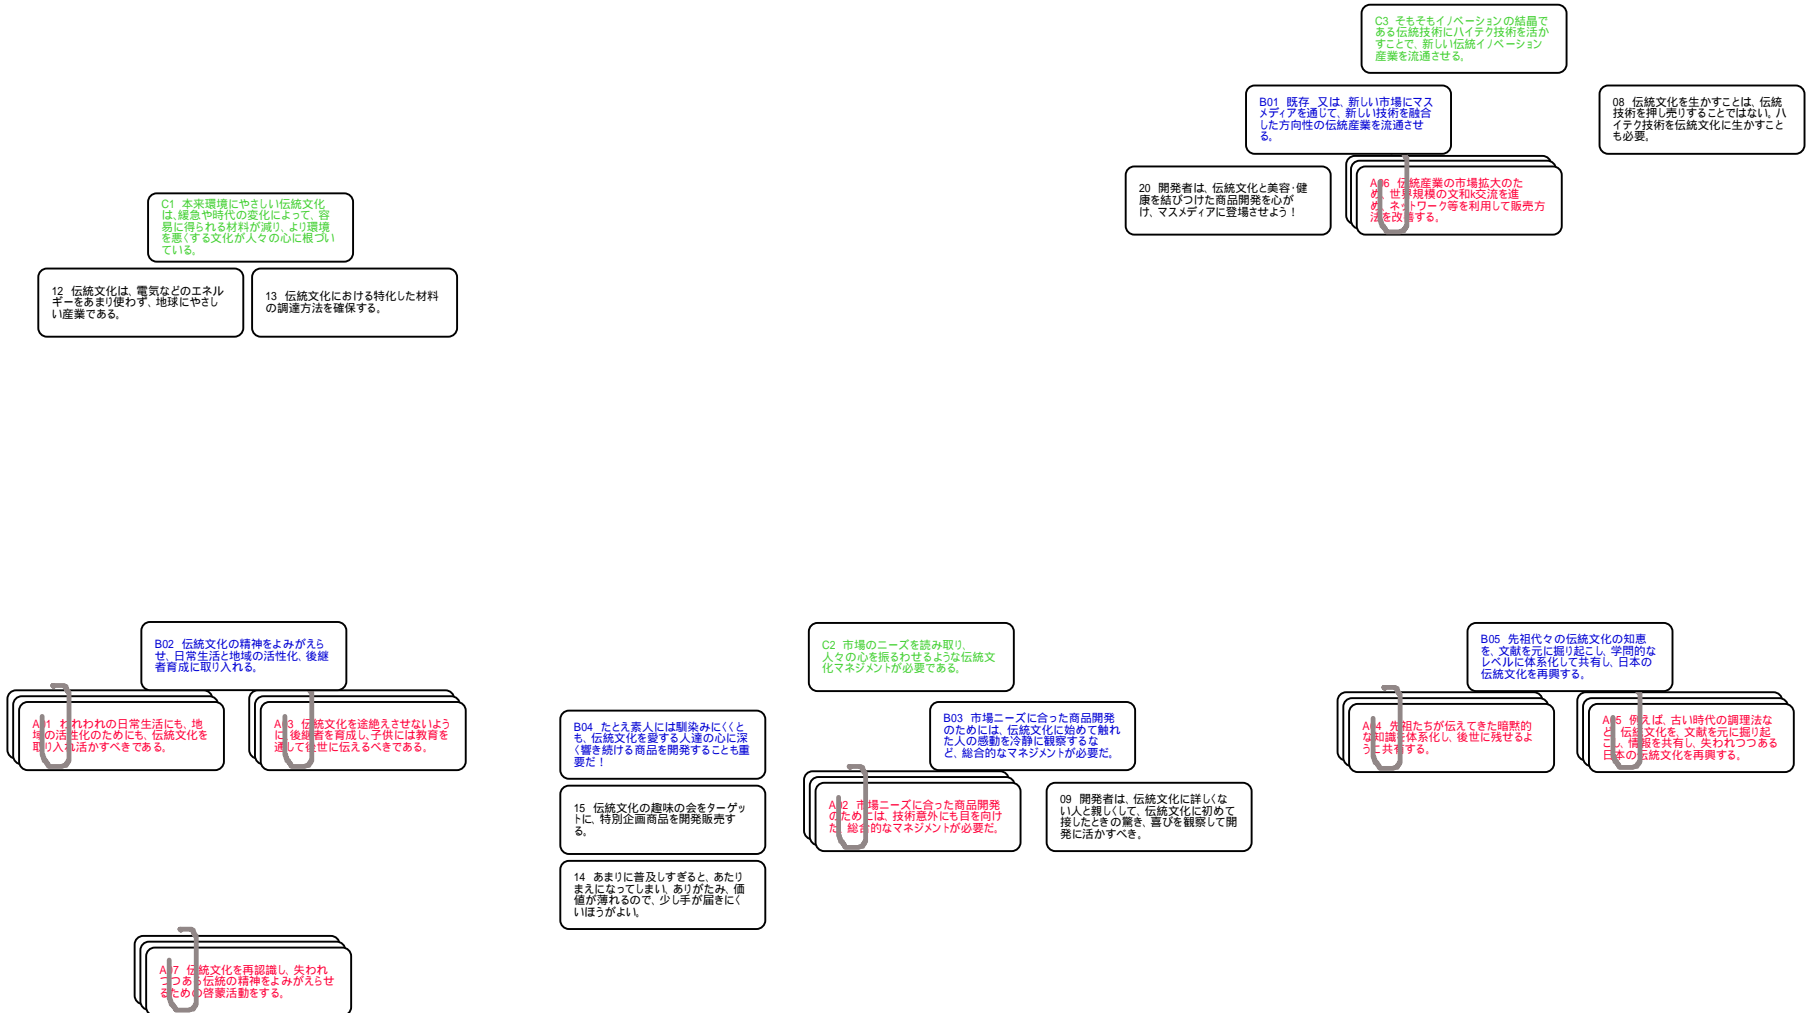 C3 そもそもイノベーションの結晶で
ある伝統技術にハイテク技術を活か
すことで、新しい伝統イノベーション
産業を流通させる。
B01 既存 又は、新しい市場にマス
メディアを通じて、新しい技術を融合
した方向性の伝統産業を流通させ
る。
08 伝統文化を生かすことは、伝統
技術を押し売りすることではない。ハ
イテク技術を伝統文化に生かすこと
も必要。
20 開発者は、伝統文化と美容・健
康を結びつけた商品開発を心が
け、マスメディアに登場させよう！
A06 伝統産業の市場拡大のた
め、世界規模の文和k交流を進
め、ネットワーク等を利用して販売方
法を改善する。
C1 本来環境にやさしい伝統文化
は、緩急や時代の変化によって、容
易に得られる材料が減り、より環境
を悪くする文化が人々の心に根づい
ている。
12 伝統文化は、電気などのエネル
ギーをあまり使わず、地球にやさし
い産業である。
13 伝統文化における特化した材料
の調達方法を確保する。
B02 伝統文化の精神をよみがえら
せ、日常生活と地域の活性化、後継
者育成に取り入れる。
A01 われわれの日常生活にも、地
域の活性化のためにも、伝統文化を
取り入れ活かすべきである。
A03 伝統文化を途絶えさせないよう
に、後継者を育成し、子供には教育を
通して後世に伝えるべきである。
A07 伝統文化を再認識し、失われ
つつある伝統の精神をよみがえらせ
るための啓蒙活動をする。
C2 市場のニーズを読み取り、
人々の心を振るわせるような伝統文
化マネジメントが必要である。
B04 たとえ素人には馴染みにくくと
も、伝統文化を愛する人達の心に深
く響き続ける商品を開発することも重
要だ！
15 伝統文化の趣味の会をターゲッ
トに、特別企画商品を開発販売す
る。
14 あまりに普及しすぎると、あたり
まえになってしまい、ありがたみ、価
値が薄れるので、少し手が届きにく
いほうがよい。
B03 市場ニーズに合った商品開発
のためには、伝統文化に始めて触れ
た人の感動を冷静に観察するな
ど、総合的なマネジメントが必要だ。
A02 市場ニーズに合った商品開発
のためには、技術意外にも目を向け
た、総合的なマネジメントが必要だ。
09 開発者は、伝統文化に詳しくな
い人と親しくして、伝統文化に初めて
接したときの驚き、喜びを観察して開
発に活かすべき。
B05 先祖代々の伝統文化の知恵
を、文献を元に掘り起こし、学問的な
レベルに体系化して共有し、日本の
伝統文化を再興する。
A04 先祖たちが伝えてきた暗黙的
な知識を体系化し、後世に残せるよ
うに共有する。
A05 例えば、古い時代の調理法な
ど、伝統文化を、文献を元に掘り起
こし、情報を共有し、失われつつある
日本の伝統文化を再興する。